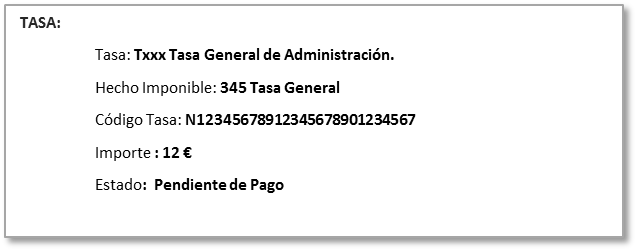 TASA:
Tasa: Txxx Tasa General de Administración.
Hecho Imponible: 345 Tasa General
Código Tasa: N12345678912345678901234567
Importe : 12 €
Estado: Pendiente de Pago